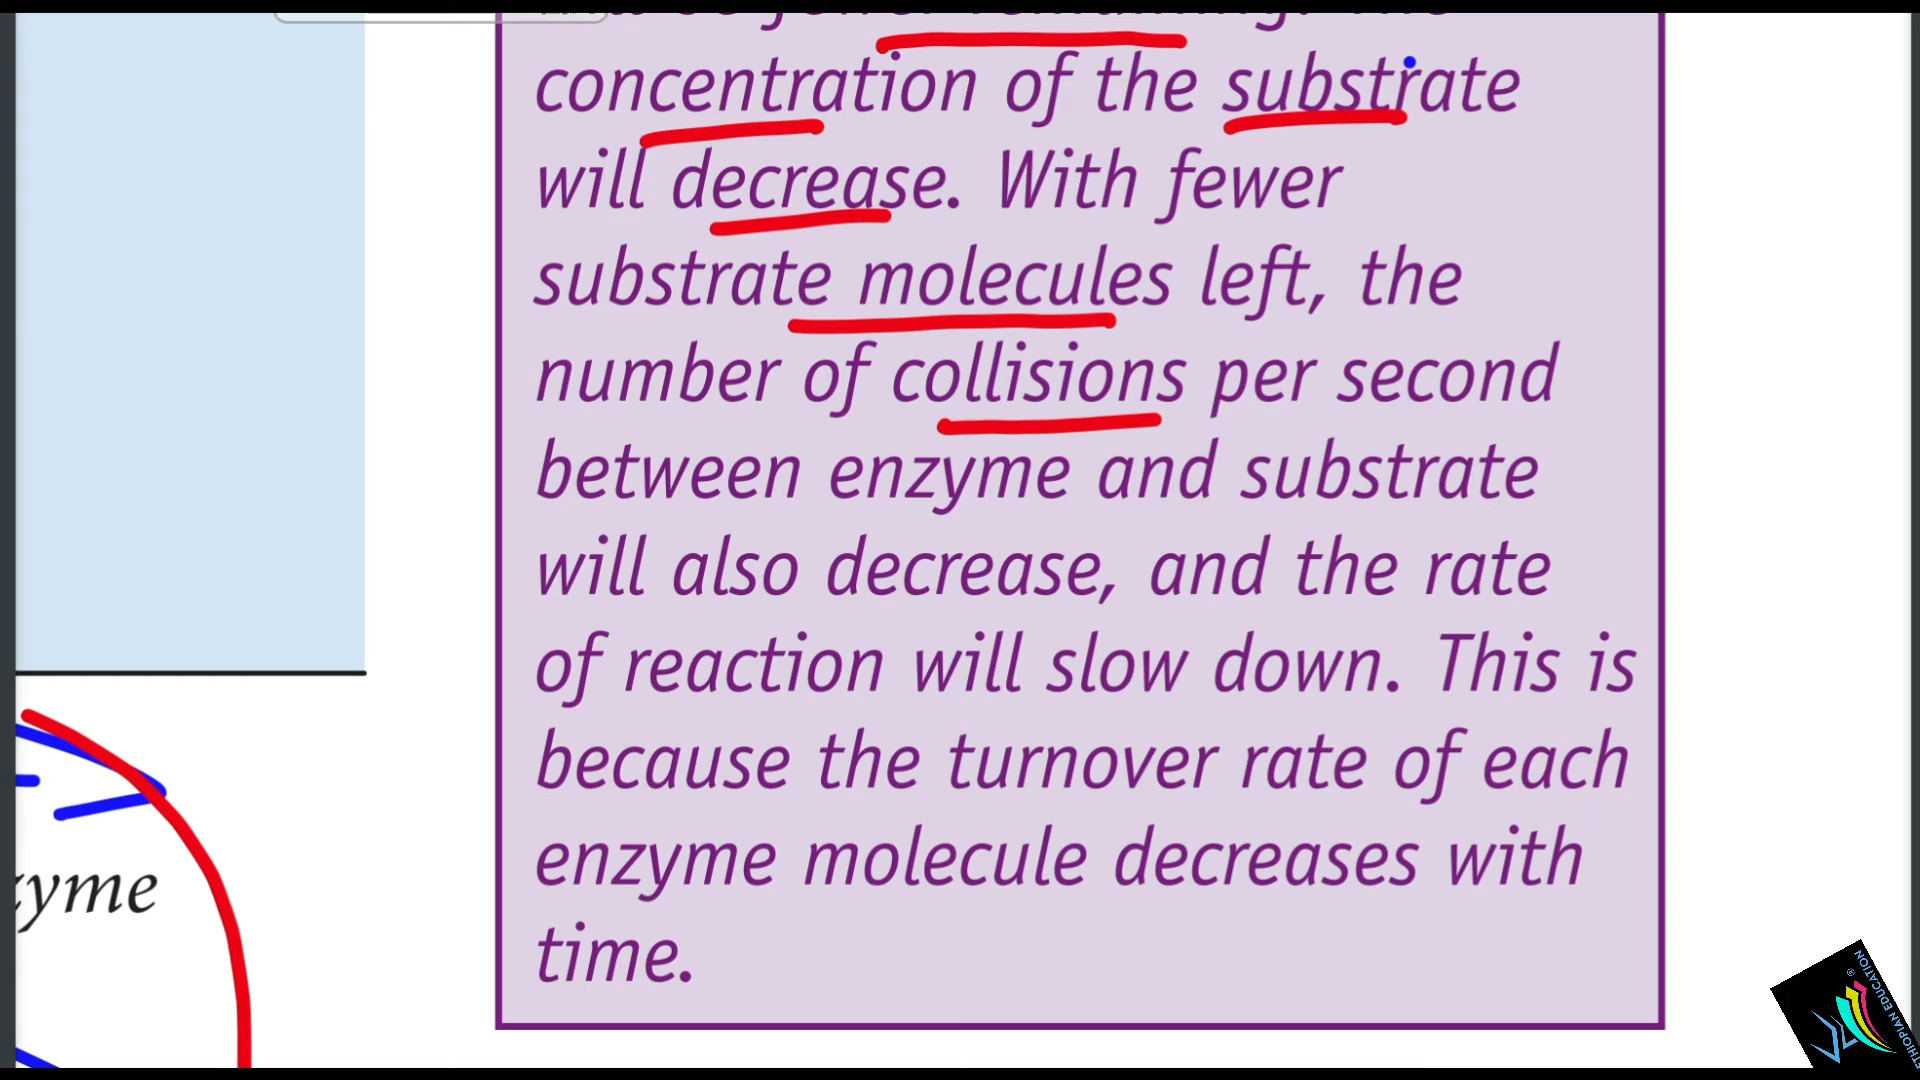 concentration of the substrate
will decrease. With fewer
substrate molecules left, the
number of collisions per second
between enzyme and substrate
will also decrease, and the rate
of reaction will slow down. This is
because the turnover rate of each
enzyme molecule decreases with
time.
zyme
EDUCATION